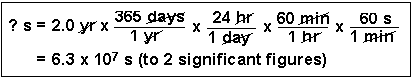 ? s = 2.0 yr x 365 days / 1 yr x 24 hr / 1 day x 60 min / 1 hr x 60 s / 1 min
= 6.3 x 10⁷ s (to 2 significant figures)